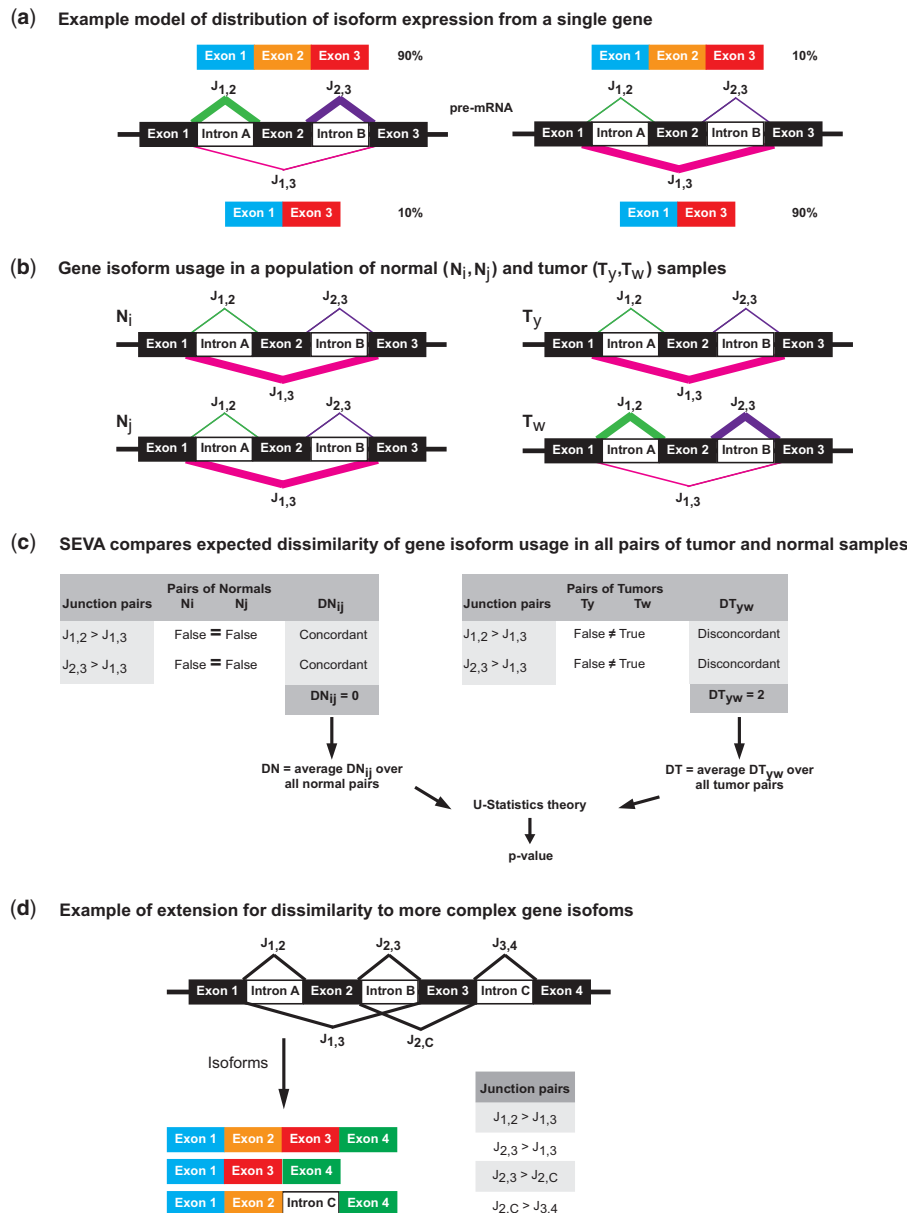 (a) Example model of distribution of isoform expression from a single gene
Exon 1 Exon 2 Exon 3 90%
J1,2 J2,3
Exon 1 Intron A Exon 2 Intron B Exon 3
J1,3
Exon 1 Exon 3 10%
pre-mRNA
Exon 1 Exon 2 Exon 3 10%
J1,2 J2,3
Exon 1 Intron A Exon 2 Intron B Exon 3
J1,3
Exon 1 Exon 3 90%
(b) Gene isoform usage in a population of normal (Ni,Nj) and tumor (Ty,Tw) samples
Ni
J1,2 J2,3
Exon 1 Intron A Exon 2 Intron B Exon 3
J1,3
Ty
J1,2 J2,3
Exon 1 Intron A Exon 2 Intron B Exon 3
J1,3
Nj
J1,2 J2,3
Exon 1 Intron A Exon 2 Intron B Exon 3
J1,3
Tw
J1,2 J2,3
Exon 1 Intron A Exon 2 Intron B Exon 3
J1,3
(c) SEVA compares expected dissimilarity of gene isoform usage in all pairs of tumor and normal samples
Pairs of Normals
Junction pairs Ni Nj DNij
J1,2 > J1,3 False = False Concordant
J2,3 > J1,3 False = False Concordant
DNij = 0
DN = average DNij over
all normal pairs
Pairs of Tumors
Junction pairs Ty Tw DTyw
J1,2 > J1,3 False ≠ True Discordant
J2,3 > J1,3 False ≠ True Discordant
DTyw = 2
DT = average DTyw over
all tumor pairs
U-Statistics theory
p-value
(d) Example of extension for dissimilarity to more complex gene isofoms
J1,2 J2,3 J3,4
Exon 1 Intron A Exon 2 Intron B Exon 3 Intron C Exon 4
J1,3 J2,C
Isoforms
Exon 1 Exon 2 Exon 3 Exon 4
Exon 1 Exon 3 Exon 4
Exon 1 Exon 2 Intron C Exon 4
Junction pairs
J1,2 > J1,3
J2,3 > J1,3
J2,3 > J2,C
J2,C > J3,4